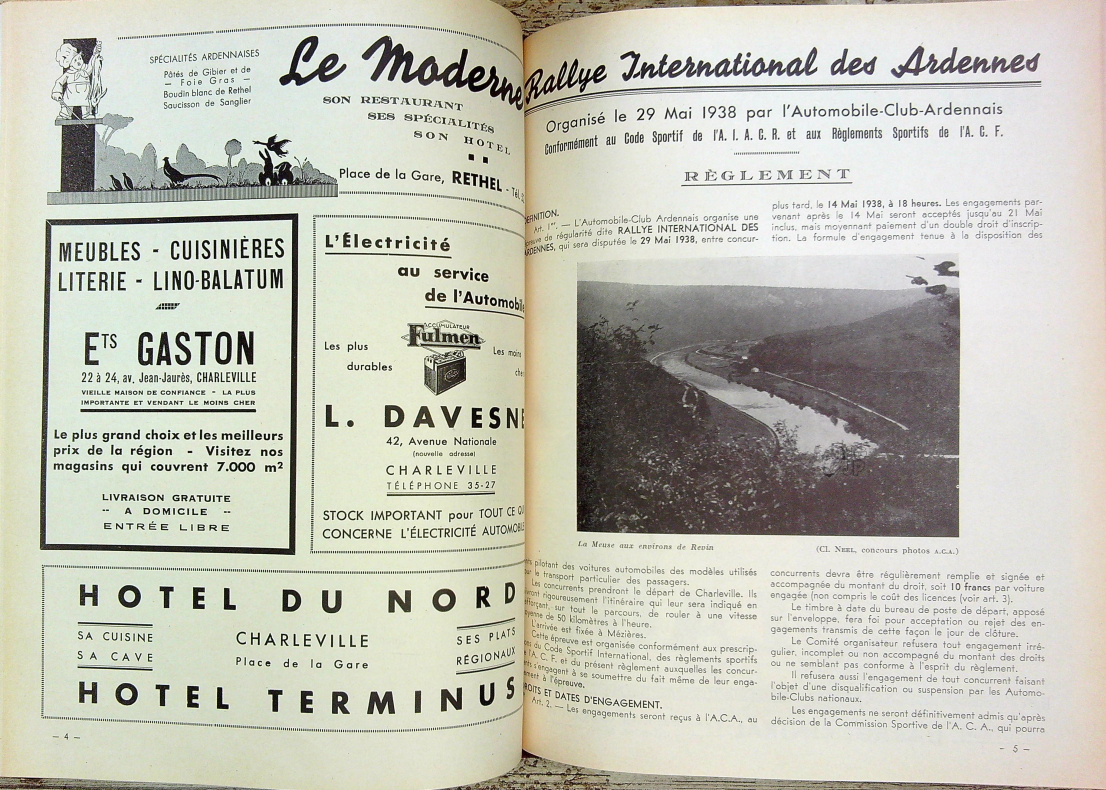 SPÉCIALITÉS ARDENNAISES
Pâtés de Gibier et de
— Foie Gras —
Boudin blanc de Rethel
Saucisson de Sanglier
Le Moderne
SON RESTAURANT
SES SPÉCIALITÉS
SON HOTEL
Place de la Gare, RETHEL - Tél.
MEUBLES - CUISINIÈRES
LITERIE - LINO-BALATUM
ETS GASTON
22 à 24, av. Jean-Jaurès, CHARLEVILLE
VIEILLE MAISON DE CONFIANCE - LA PLUS
IMPORTANTE ET VENDANT LE MOINS CHER
Le plus grand choix et les meilleurs
prix de la région - Visitez nos
magasins qui couvrent 7.000 m²
LIVRAISON GRATUITE
-- A DOMICILE --
ENTRÉE LIBRE
L'Électricité
au service
de l'Automobile
ACCUMULATEUR
Fulmen
Les plus
durables
Les moins
cher
L. DAVESNE
42, Avenue Nationale
(nouvelle adresse)
CHARLEVILLE
TÉLÉPHONE 35-27
STOCK IMPORTANT pour TOUT CE QUI
CONCERNE L'ÉLECTRICITÉ AUTOMOBILE
HOTEL DU NORD
SA CUISINE
SA CAVE
CHARLEVILLE
Place de la Gare
SES PLATS
RÉGIONAUX
HOTEL TERMINUS
— 4 —
Rallye International des Ardennes
Organisé le 29 Mai 1938 par l'Automobile-Club-Ardennais
Conformément au Code Sportif de l'A. I. A. C. R. et aux Règlements Sportifs de l'A. C. F.
RÈGLEMENT
DÉFINITION.
Art. 1er. — L'Automobile-Club Ardennais organise une
épreuve de régularité dite RALLYE INTERNATIONAL DES
ARDENNES, qui sera disputée le 29 Mai 1938, entre concur-
rents pilotant des voitures automobiles des modèles utilisés
pour le transport particulier des passagers.
Les concurrents prendront le départ de Charleville. Ils
suivront rigoureusement l'itinéraire qui leur sera indiqué en
s'efforçant, sur tout le parcours, de rouler à une vitesse
moyenne de 50 kilomètres à l'heure.
L'arrivée est fixée à Mézières.
Cette épreuve est organisée conformément aux prescrip-
tions du Code Sportif International, des règlements sportifs
de l'A. C. F. et du présent règlement auxquelles les concur-
rents s'engagent à se soumettre du fait même de leur enga-
gement à l'épreuve.
DROITS ET DATES D'ENGAGEMENT.
Art. 2. — Les engagements seront reçus à l'A.C.A., au
plus tard, le 14 Mai 1938, à 18 heures. Les engagements par-
venant après le 14 Mai seront acceptés jusqu'au 21 Mai
inclus, mais moyennant paiement d'un double droit d'inscrip-
tion. La formule d'engagement tenue à la disposition des
La Meuse aux environs de Revin
(Cl. NEEL, concours photos A.C.A.)
concurrents devra être régulièrement remplie et signée et
accompagnée du montant du droit, soit 10 francs par voiture
engagée (non compris le coût des licences (voir art. 3).
Le timbre à date du bureau de poste de départ, apposé
sur l'enveloppe, fera foi pour acceptation ou rejet des en-
gagements transmis de cette façon le jour de clôture.
Le Comité organisateur refusera tout engagement irré-
gulier, incomplet ou non accompagné du montant des droits
ou ne semblant pas conforme à l'esprit du règlement.
Il refusera aussi l'engagement de tout concurrent faisant
l'objet d'une disqualification ou suspension par les Automo-
bile-Clubs nationaux.
Les engagements ne seront définitivement admis qu'après
décision de la Commission Sportive de l'A. C. A., qui pourra
- 5 —